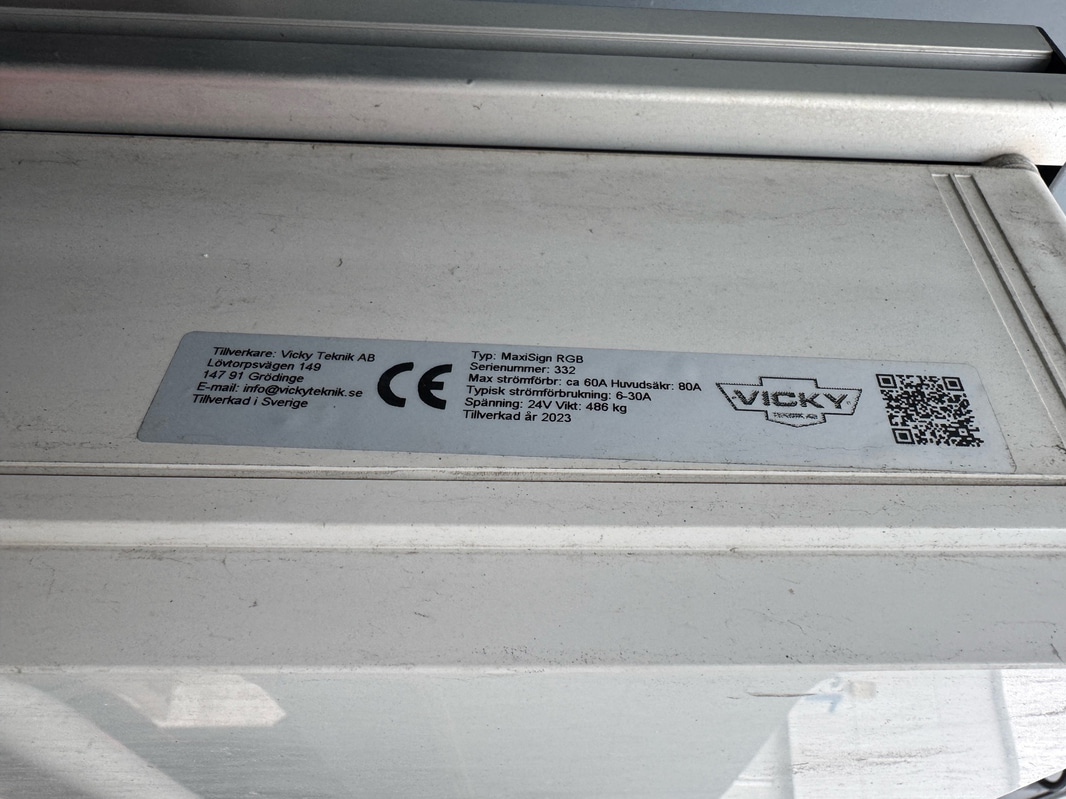 Tillverkare: Vicky Teknik AB
Lövtorpsvägen 149
147 91 Grödinge
E-mail: info@vickyteknik.se
Tillverkad i Sverige
CE
Typ: MaxiSign RGB
Serienummer: 332
Max strömförbr: ca 60A Huvudsäkr: 80A
Typisk strömförbrukning: 6-30A
Spänning: 24V Vikt: 486 kg
Tillverkad år 2023
VICKY
TEKNIK AB